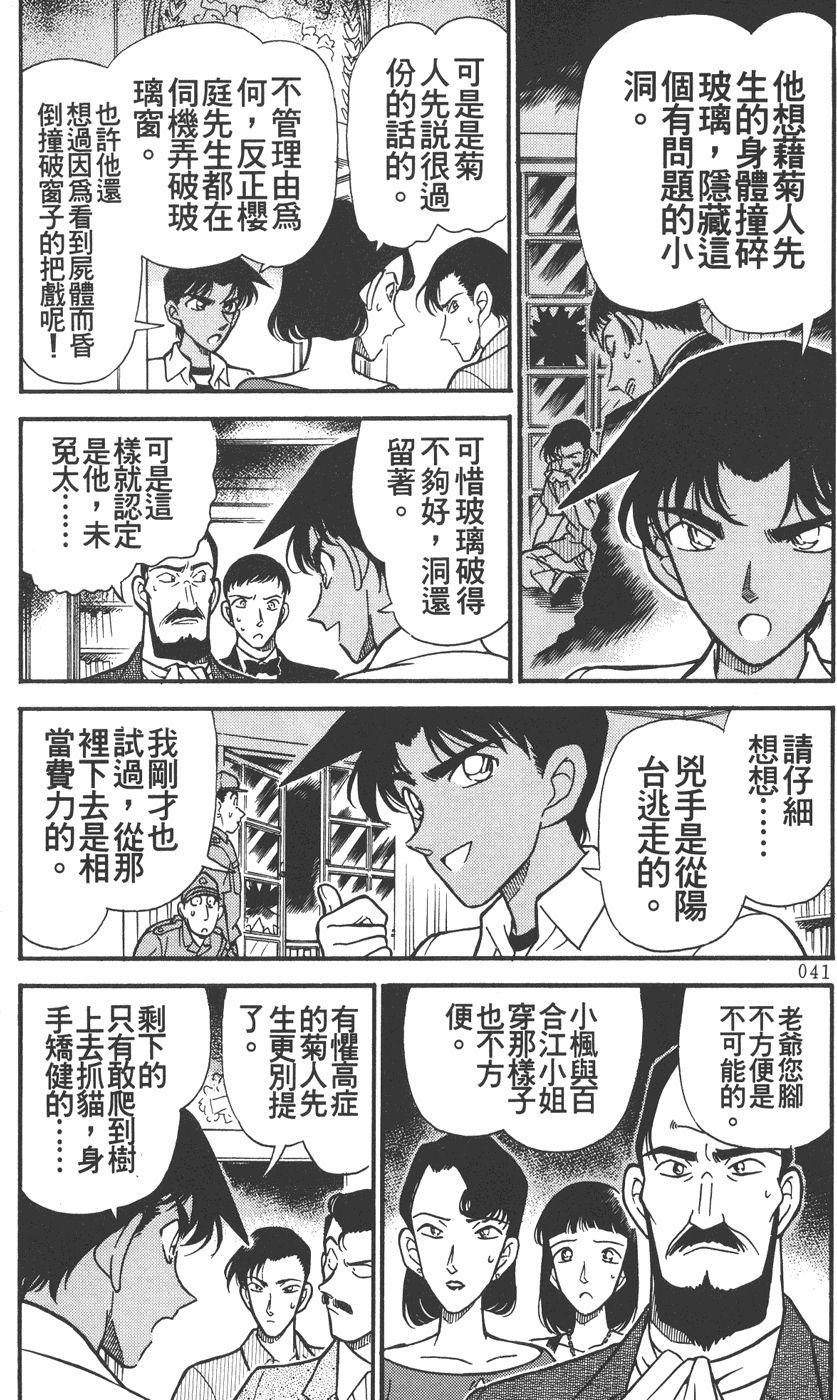 他想藉菊人先
生的身體撞碎
玻璃，隱藏這
個有問題的小
洞。
可是是菊
人先說很過
份的話的。
不管理由為
何，反正櫻
庭先生都在
伺機弄破玻
璃窗。
也許他還
想過因為看到屍體而昏
倒撞破窗子的把戲呢！
可惜玻璃破得
不夠好，洞還
留著。
可是這
樣就認定
是他，未
免太……
請仔細
想想……
兇手是從陽
台逃走的。
我剛才也
試過，從那
裡下去是相
當費力的。
041
老爺您腳
不方便是
不可能的。
小楓與百
合江小姐
穿那樣子
也不方
便。
有懼高症
的菊人先
生更別提
了。
剩下的
只有敢爬到樹
上去抓貓，身
手矯健的……